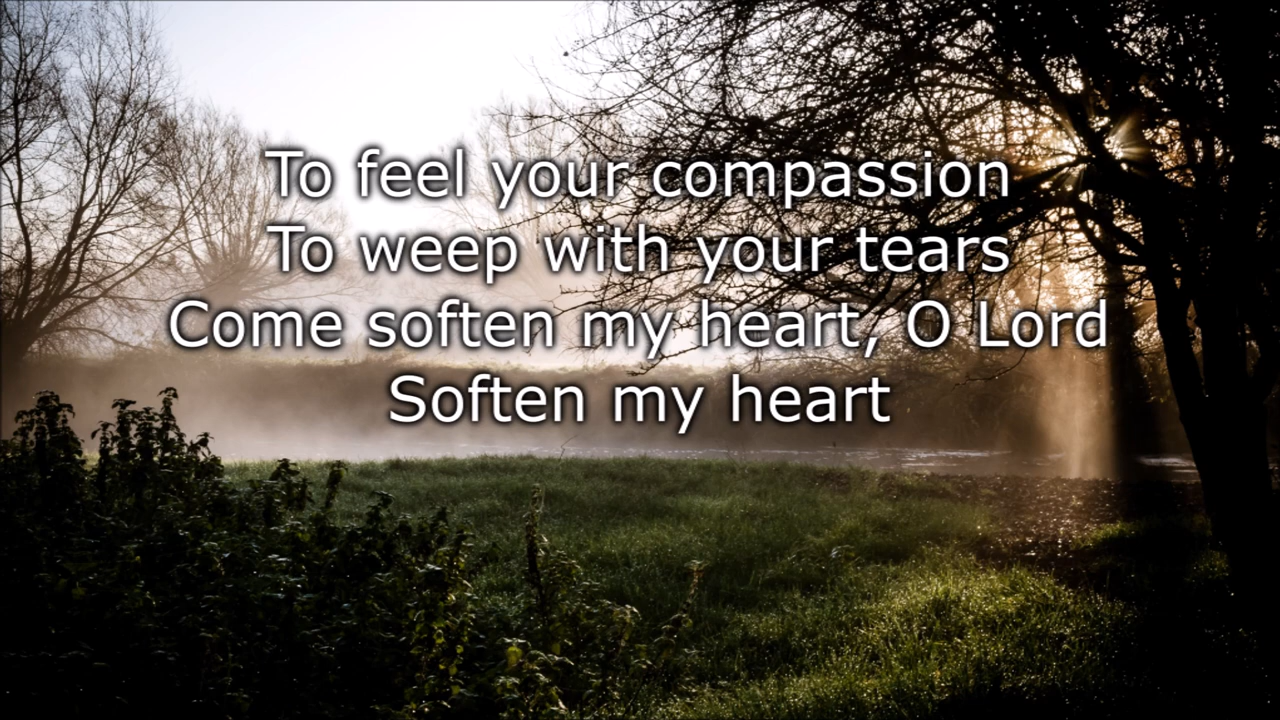 To feel your compassion
To weep with your tears
Come soften my heart, O Lord
Soften my heart